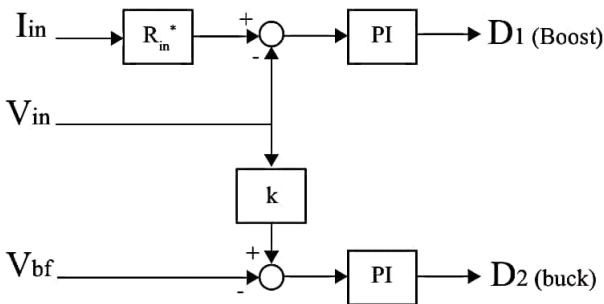 Iin
Rin*
+
-
PI
D1 (Boost)
Vin
k
Vbf
+
-
PI
D2 (buck)